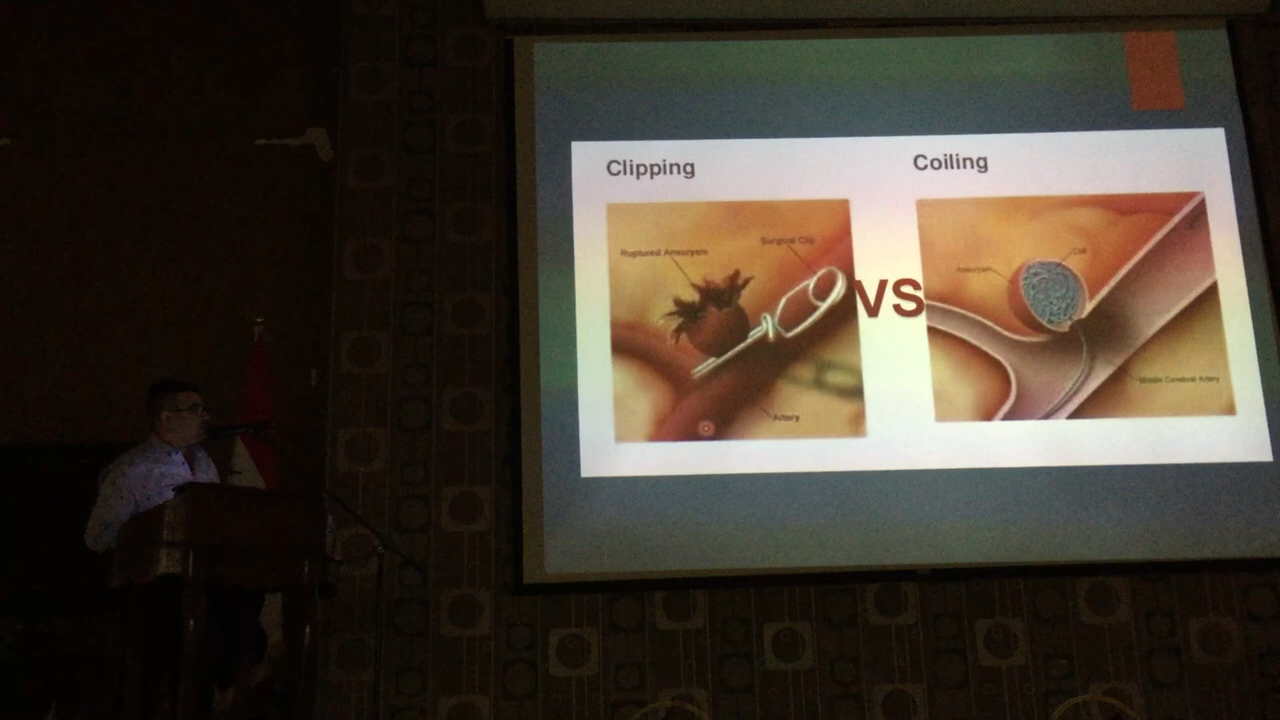 Clipping
Coiling
Ruptured Aneurysm
Surgical Clip
Artery
VS
Aneurysm
Coil
Middle Cerebral Artery